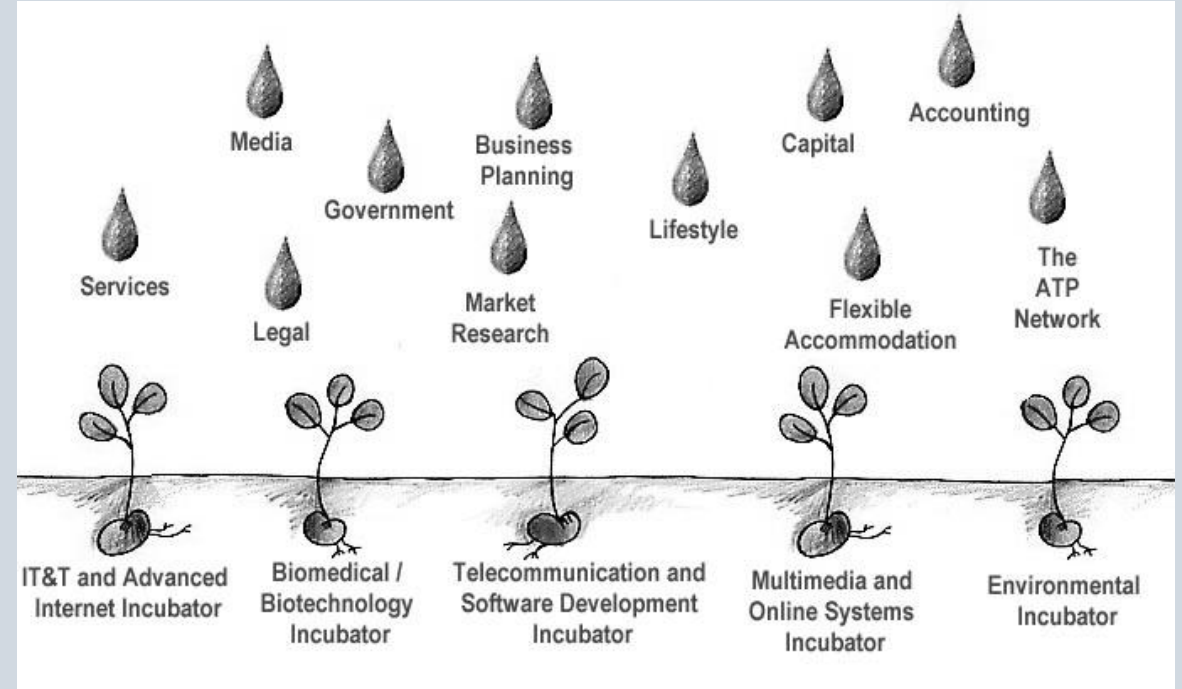 Accounting
Media
Business
Planning
Capital
Government
Lifestyle
Services
Legal
Market
Research
Flexible
Accommodation
The
ATP
Network
IT&T and Advanced
Internet Incubator
Biomedical /
Biotechnology
Incubator
Telecommunication and
Software Development
Incubator
Multimedia and
Online Systems
Incubator
Environmental
Incubator